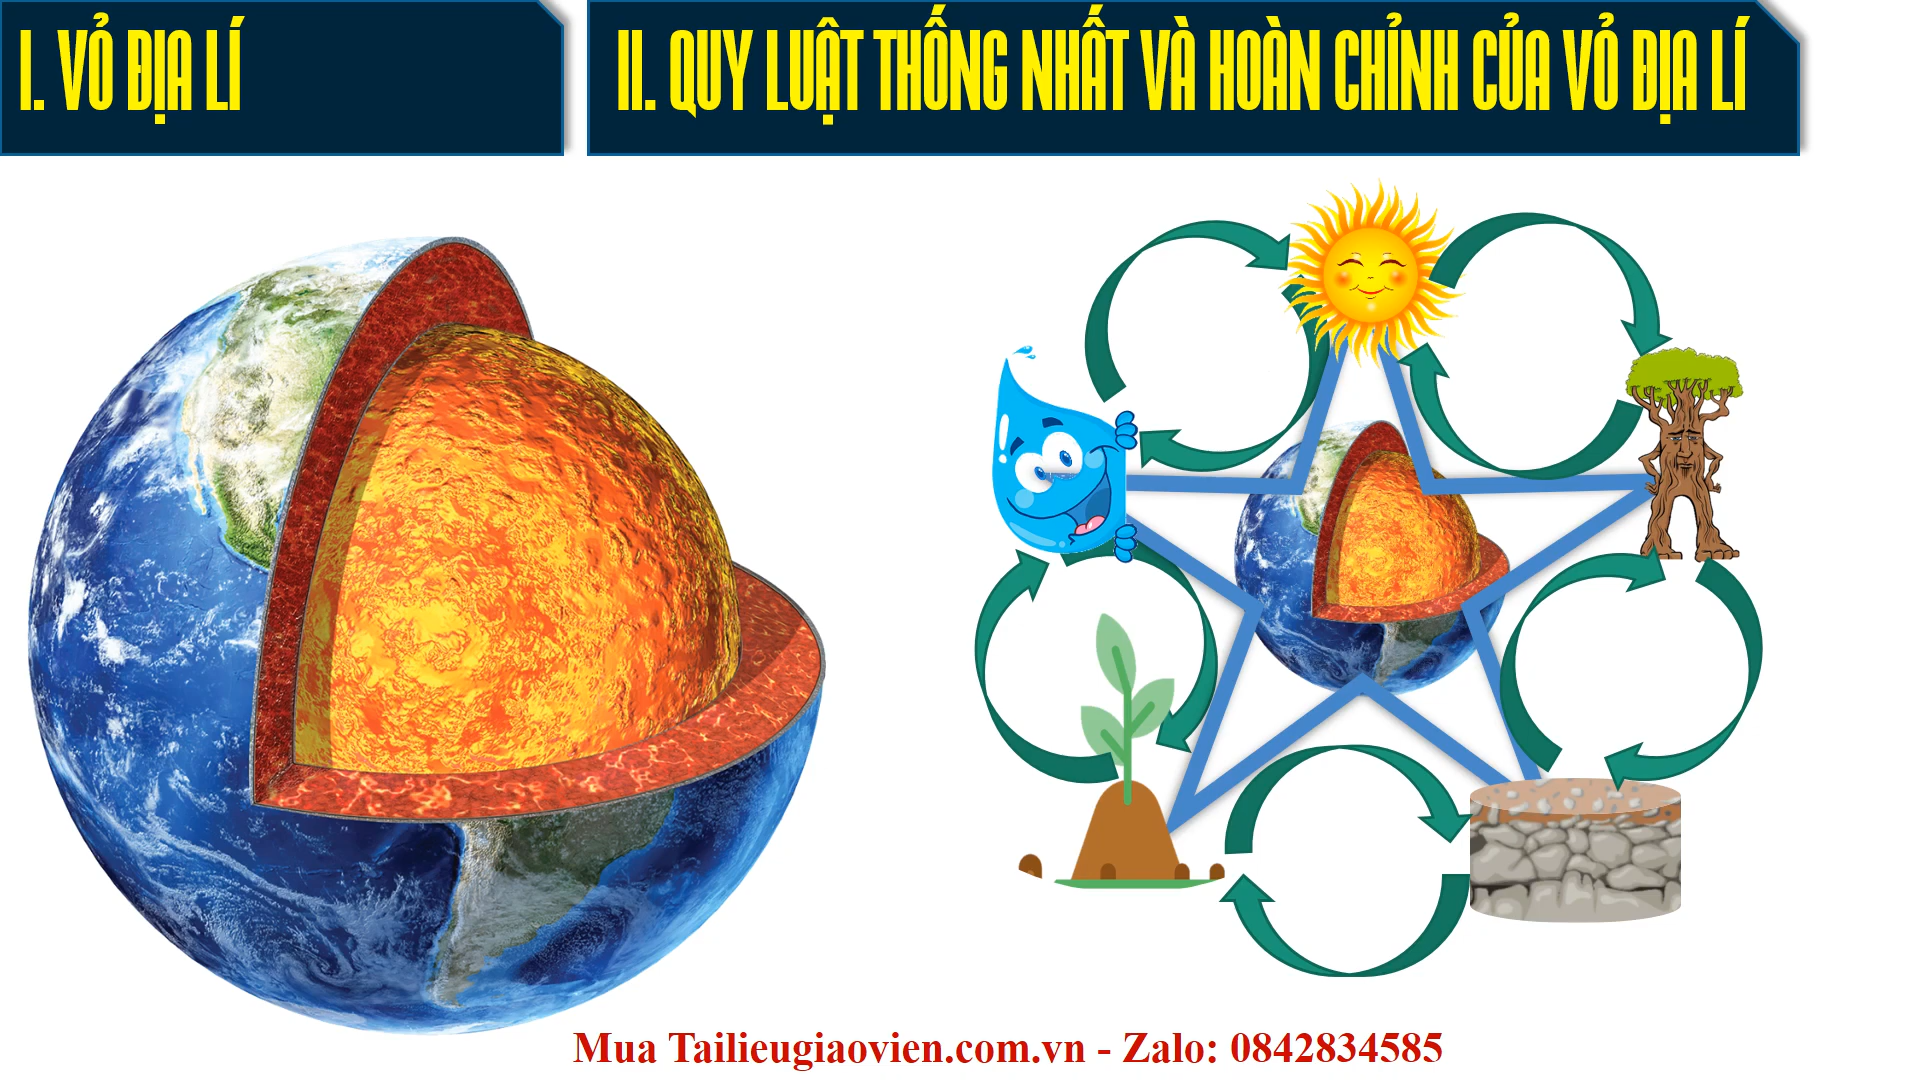 I. VỎ ĐỊA LÍ
II. QUY LUẬT THỐNG NHẤT VÀ HOÀN CHỈNH CỦA VỎ ĐỊA LÍ
Mua Tailieugiaovien.com.vn - Zalo: 0842834585